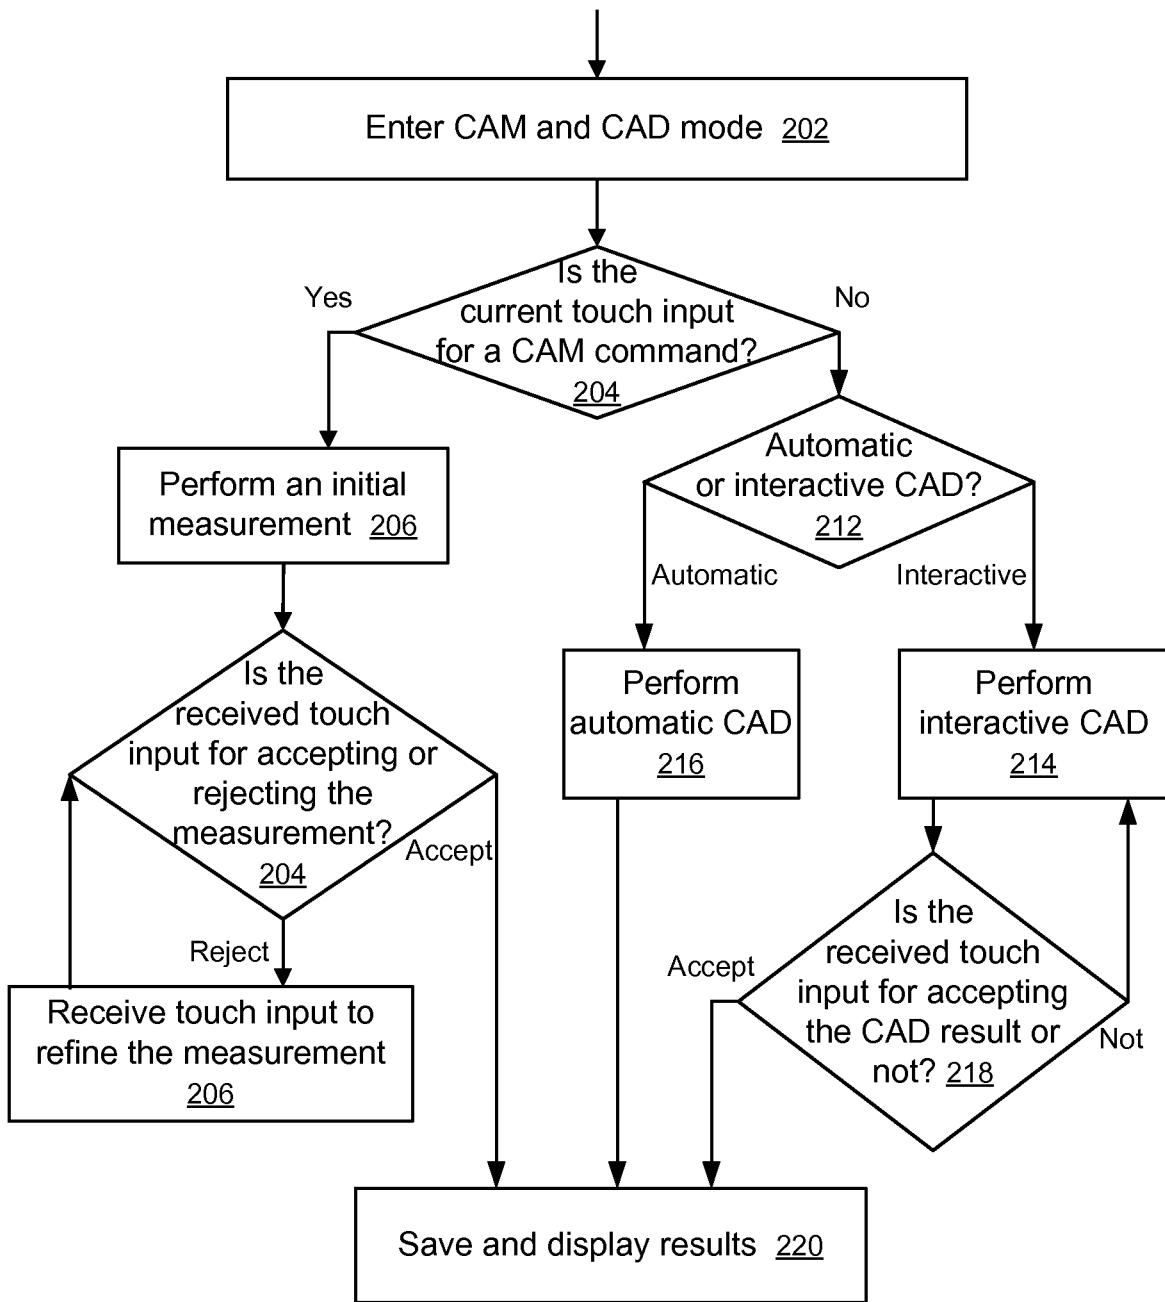 Enter CAM and CAD mode 202
Is the
current touch input
for a CAM command?
204
Yes
No
Perform an initial
measurement 206
Automatic
or interactive CAD?
212
Automatic
Interactive
Is the
received touch
input for accepting or
rejecting the
measurement?
204
Accept
Reject
Perform
automatic CAD
216
Perform
interactive CAD
214
Receive touch input to
refine the measurement
206
Is the
received touch
input for accepting
the CAD result or
not? 218
Accept
Not
Save and display results 220